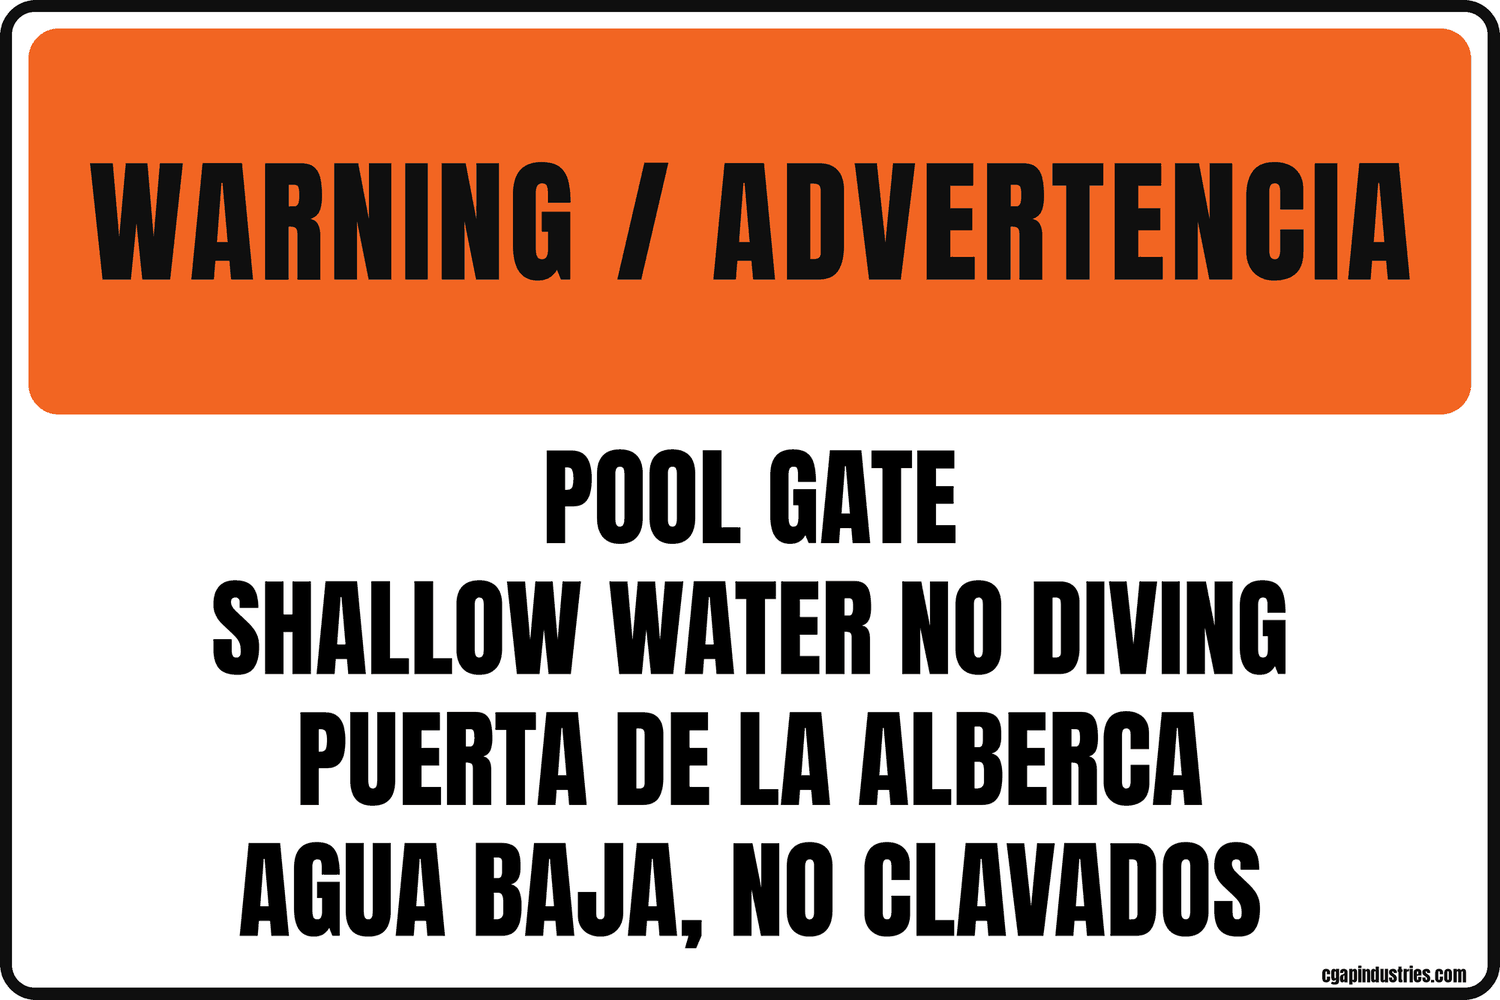 WARNING / ADVERTENCIA
POOL GATE
SHALLOW WATER NO DIVING
PUERTA DE LA ALBERCA
AGUA BAJA, NO CLAVADOS
cgapindustries.com